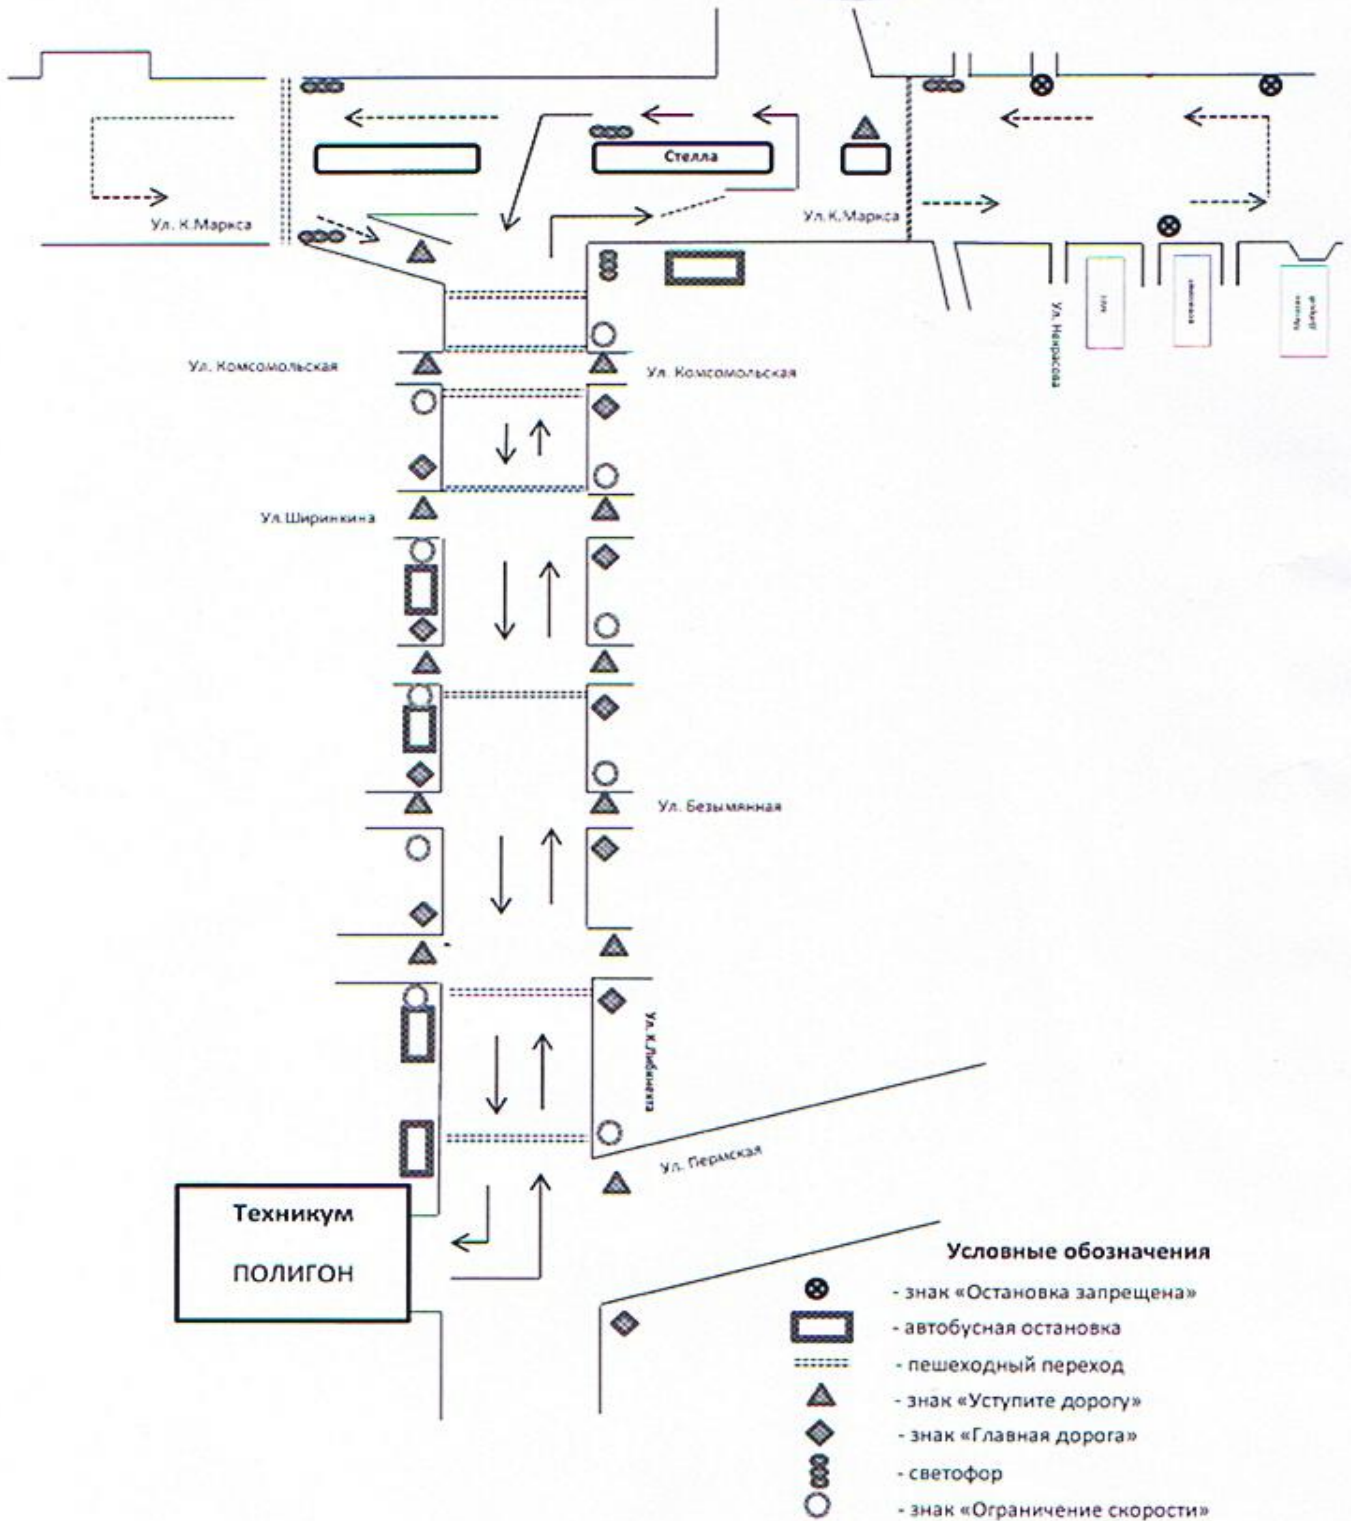 Стелла
Ул. К.Маркса
Ул.К.Маркса
Ул. Некрасова
Ул. Комсомольская
Ул. Комсомольская
Ул.Ширинкина
Ул. Безымянная
Ул. К.Либкнехта
Ул. Пермская
Техникум
ПОЛИГОН
Условные обозначения
- знак «Остановка запрещена»
- автобусная остановка
- пешеходный переход
- знак «Уступите дорогу»
- знак «Главная дорога»
- светофор
- знак «Ограничение скорости»